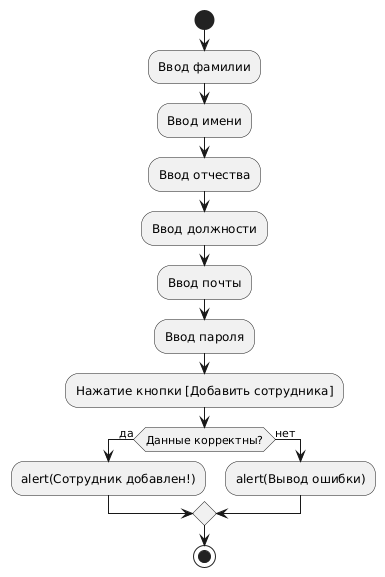 Ввод фамилии
Ввод имени
Ввод отчества
Ввод должности
Ввод почты
Ввод пароля
Нажатие кнопки [Добавить сотрудника]
Данные корректны?
да
нет
alert(Сотрудник добавлен!)
alert(Вывод ошибки)